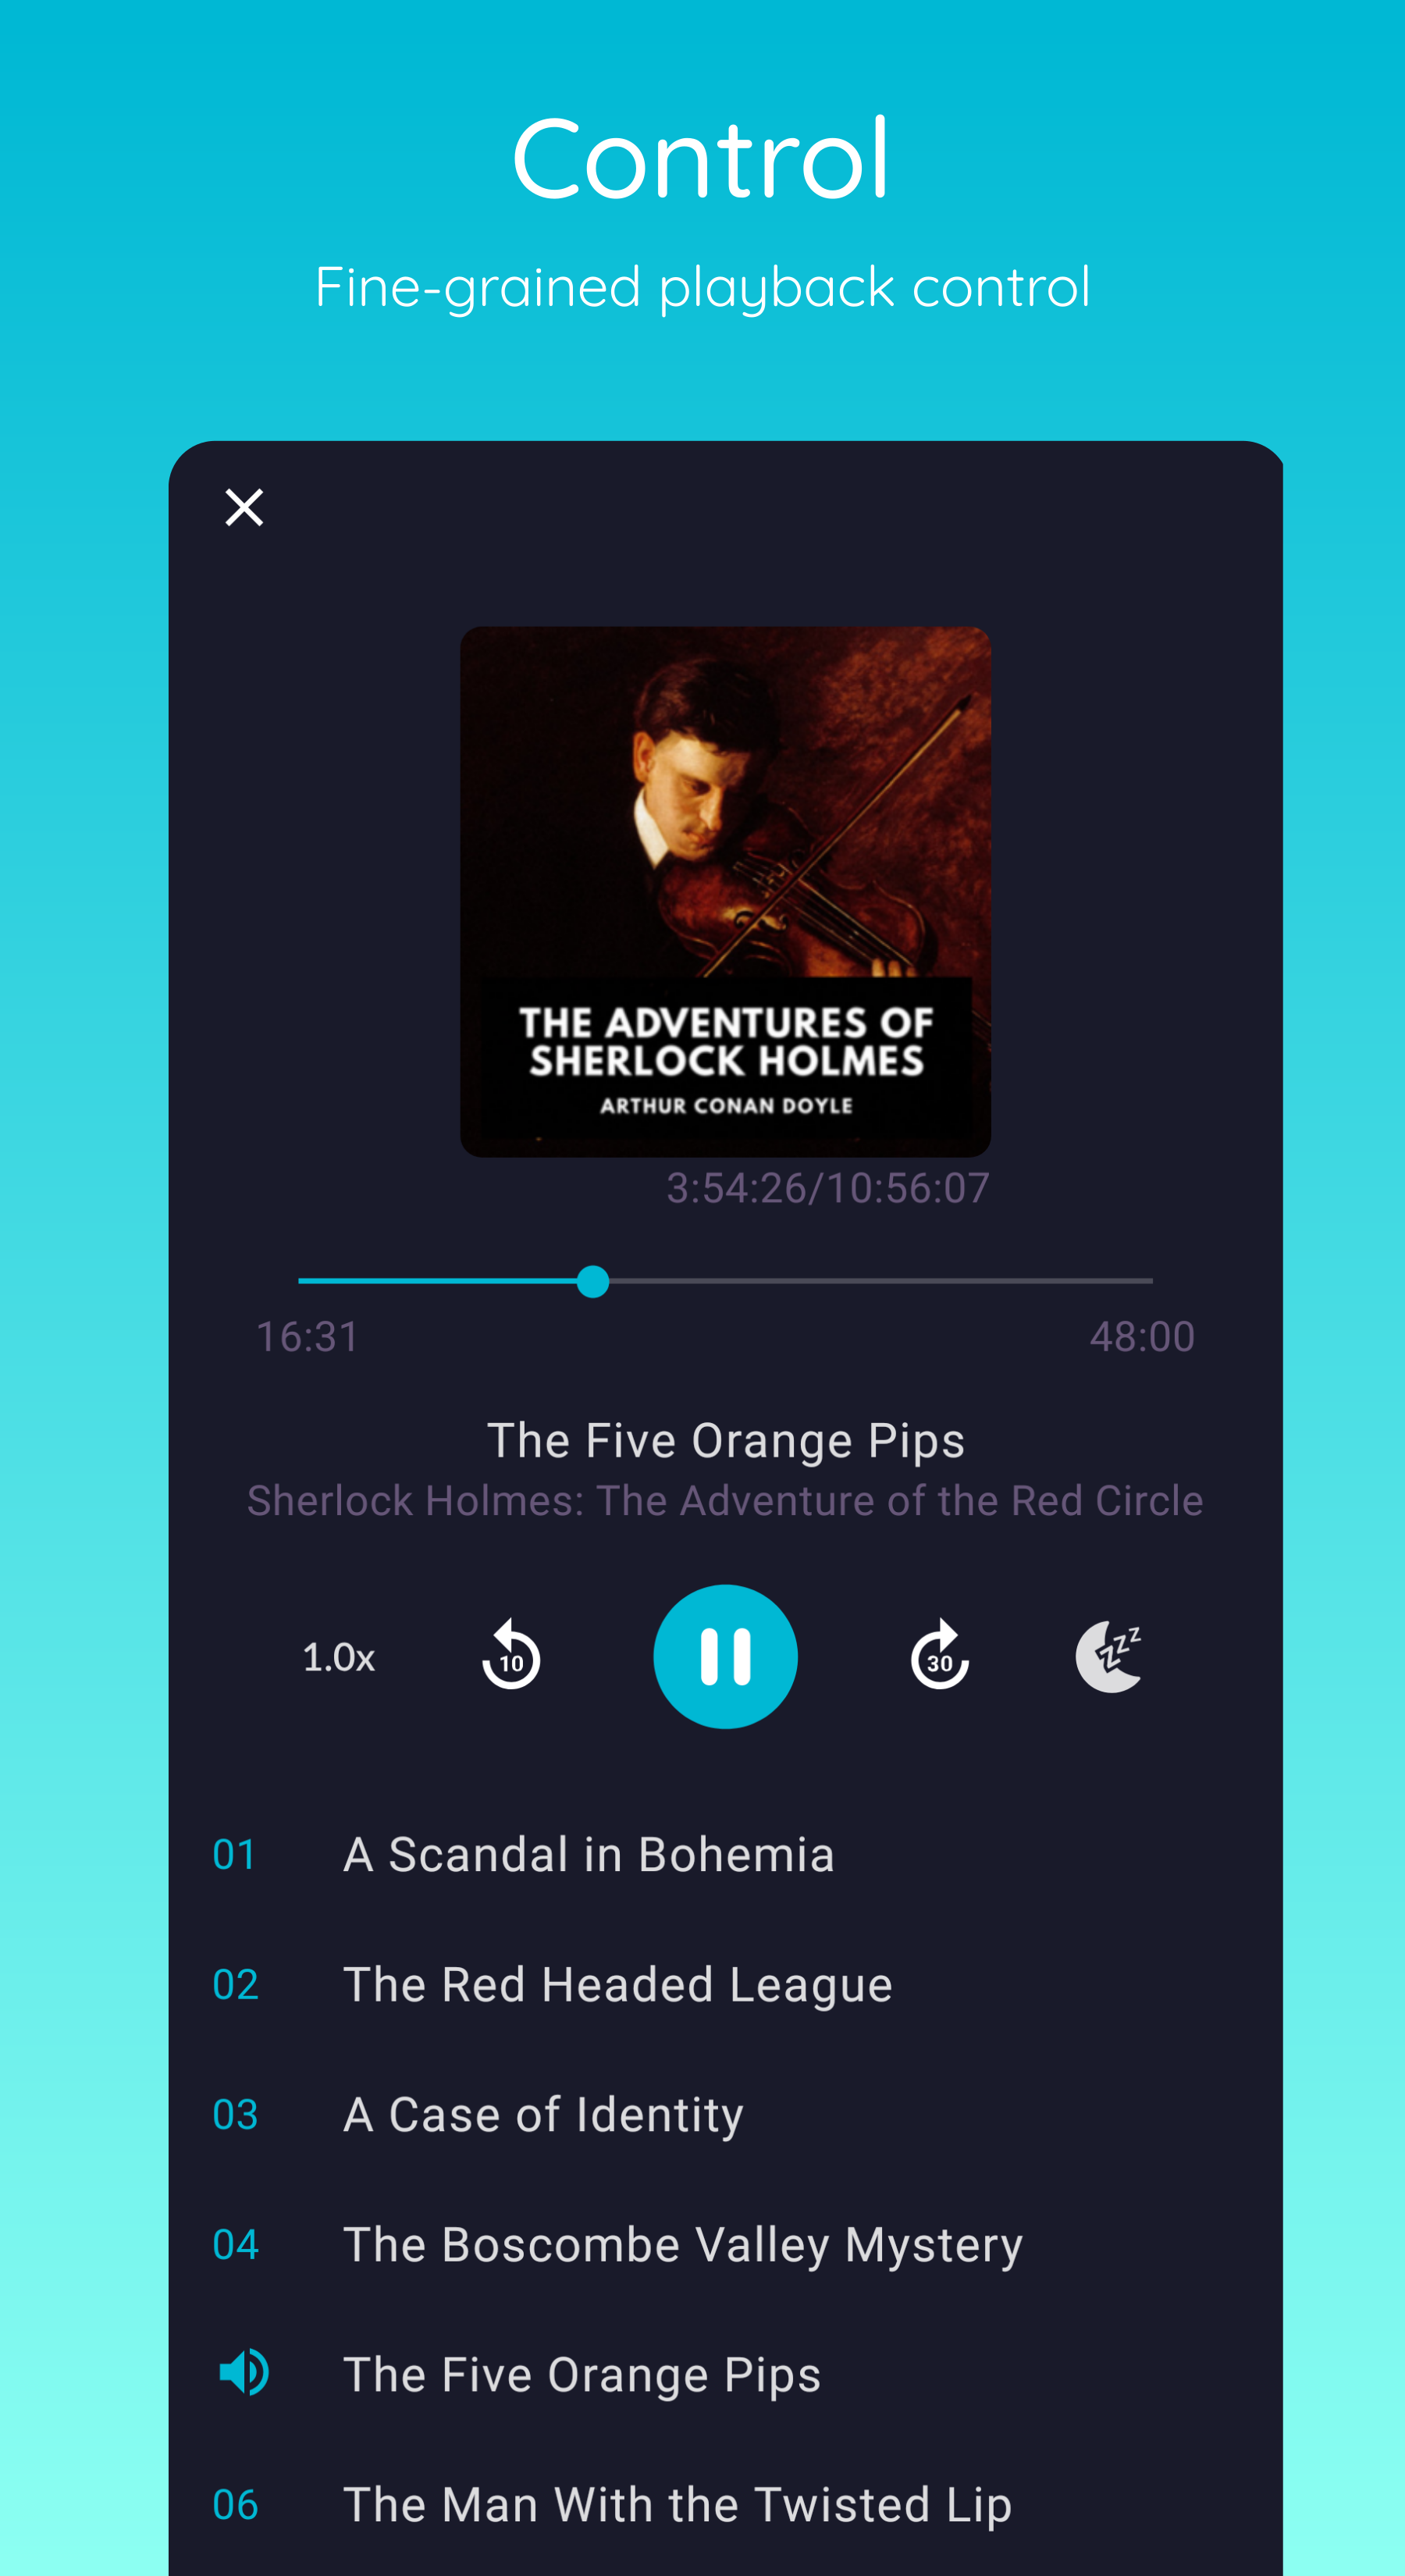 Control
Fine-grained playback control
THE ADVENTURES OF
SHERLOCK HOLMES
ARTHUR CONAN DOYLE
3:54:26/10:56:07
16:31 48:00
The Five Orange Pips
Sherlock Holmes: The Adventure of the Red Circle
1.0x 10 30 zzz
01 A Scandal in Bohemia
02 The Red Headed League
03 A Case of Identity
04 The Boscombe Valley Mystery
The Five Orange Pips
06 The Man With the Twisted Lip